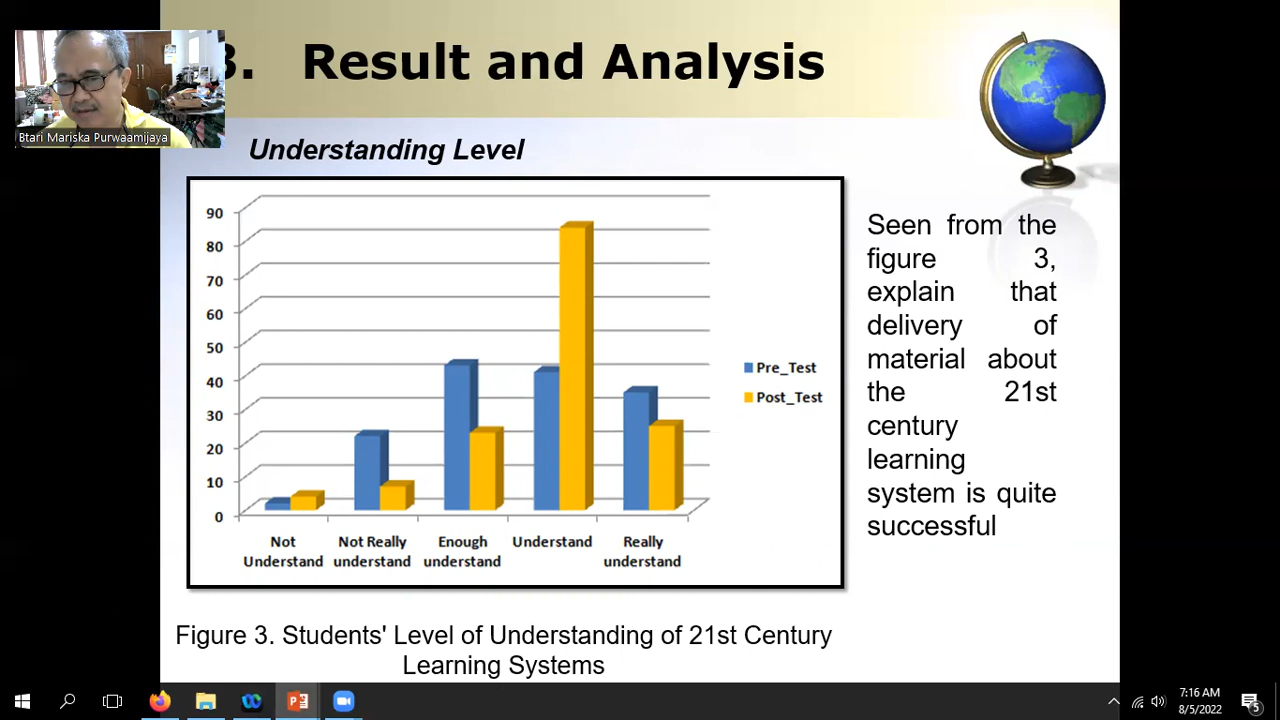 3. Result and Analysis
Btari Mariska Purwaamijaya
Understanding Level
90
80
70
60
50
40
30
20
10
0
Not
Understand
Not Really
understand
Enough
understand
Understand
Really
understand
Pre_Test
Post_Test
Seen from the
figure 3,
explain that
delivery of
material about
the 21st
century
learning
system is quite
successful
Figure 3. Students' Level of Understanding of 21st Century
Learning Systems
7:16 AM
8/5/2022
5